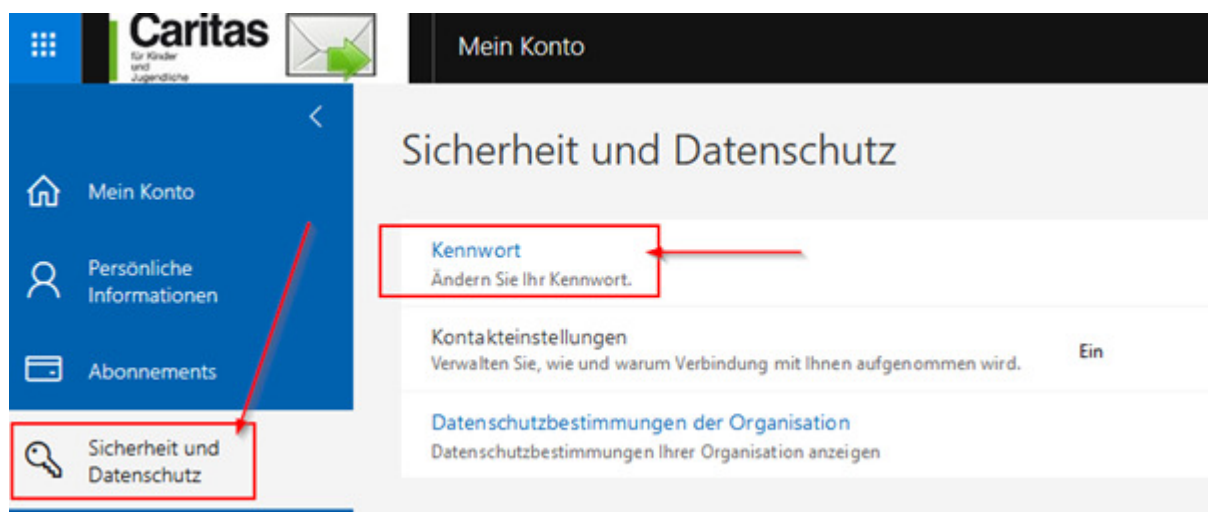 Caritas
für Kinder
und
Jugendliche
Mein Konto
Sicherheit und Datenschutz
Mein Konto
Persönliche
Informationen
Abonnements
Sicherheit und
Datenschutz
Kennwort
Ändern Sie Ihr Kennwort.
Kontakteinstellungen
Verwalten Sie, wie und warum Verbindung mit Ihnen aufgenommen wird.
Ein
Datenschutzbestimmungen der Organisation
Datenschutzbestimmungen Ihrer Organisation anzeigen